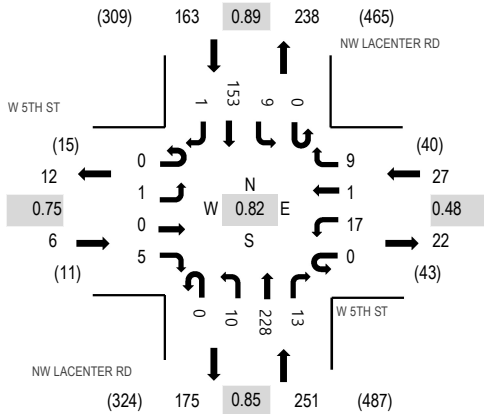 (309) 163 0.89 238 (465)
NW LACENTER RD
1 153 9 0
W 5TH ST
(15) 0 9 (40)
12 1 N 1 27
0.75 W 0.82 E 0.48
6 0 S 17 22
(11) 5 0 (43)
0 10 228 13
W 5TH ST
NW LACENTER RD
(324) 175 0.85 251 (487)